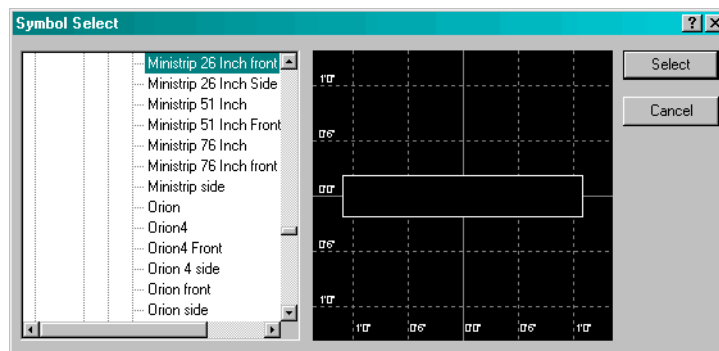 Symbol Select
Ministrip 26 Inch front
Ministrip 26 Inch Side
Ministrip 51 Inch
Ministrip 51 Inch Front
Ministrip 76 Inch
Ministrip 76 Inch front
Ministrip side
Orion
Orion4
Orion4 Front
Orion 4 side
Orion front
Orion side
1'0"
0'6"
0'0"
0'6"
1'0"
1'0" 0'6" 0'0" 0'6" 1'0"
Select
Cancel